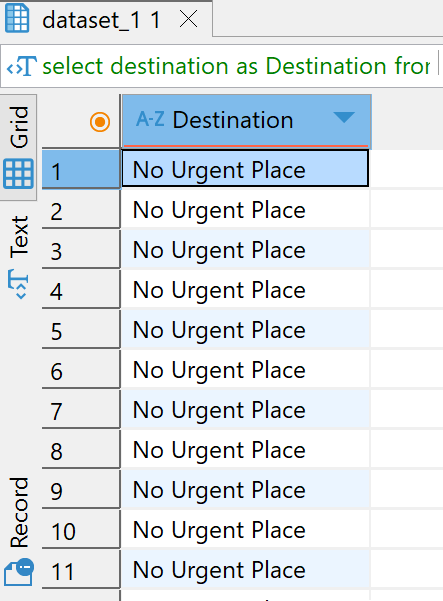 dataset_1 1
select destination as Destination from
Grid
Text
Record
A-Z Destination
1 No Urgent Place
2 No Urgent Place
3 No Urgent Place
4 No Urgent Place
5 No Urgent Place
6 No Urgent Place
7 No Urgent Place
8 No Urgent Place
9 No Urgent Place
10 No Urgent Place
11 No Urgent Place